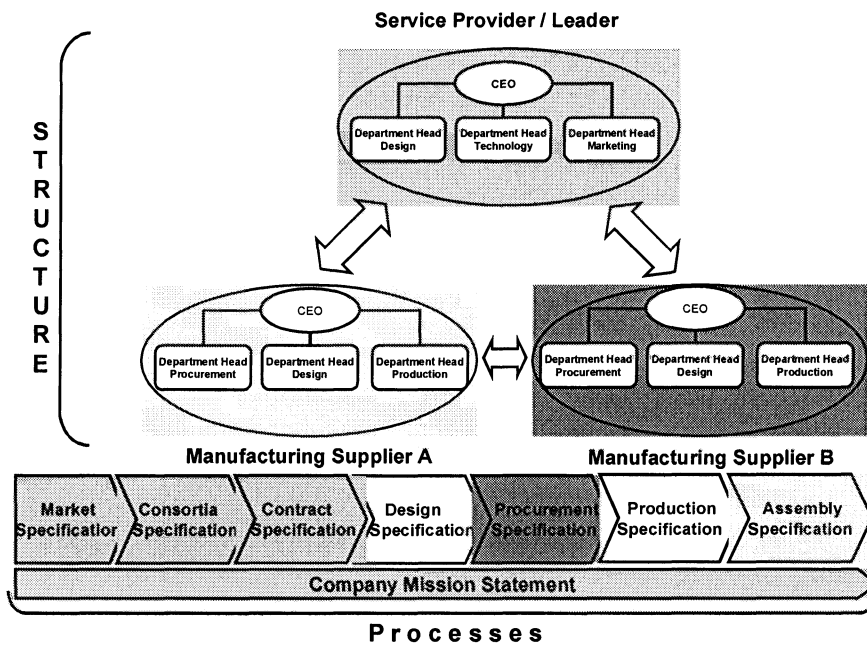 Service Provider / Leader
STRUCTURE
CEO
Department Head
Design
Department Head
Technology
Department Head
Marketing
CEO
Department Head
Procurement
Department Head
Design
Department Head
Production
CEO
Department Head
Procurement
Department Head
Design
Department Head
Production
Manufacturing Supplier A
Manufacturing Supplier B
Market
Specification
Consortia
Specification
Contract
Specification
Design
Specification
Procurement
Specification
Production
Specification
Assembly
Specification
Company Mission Statement
Processes